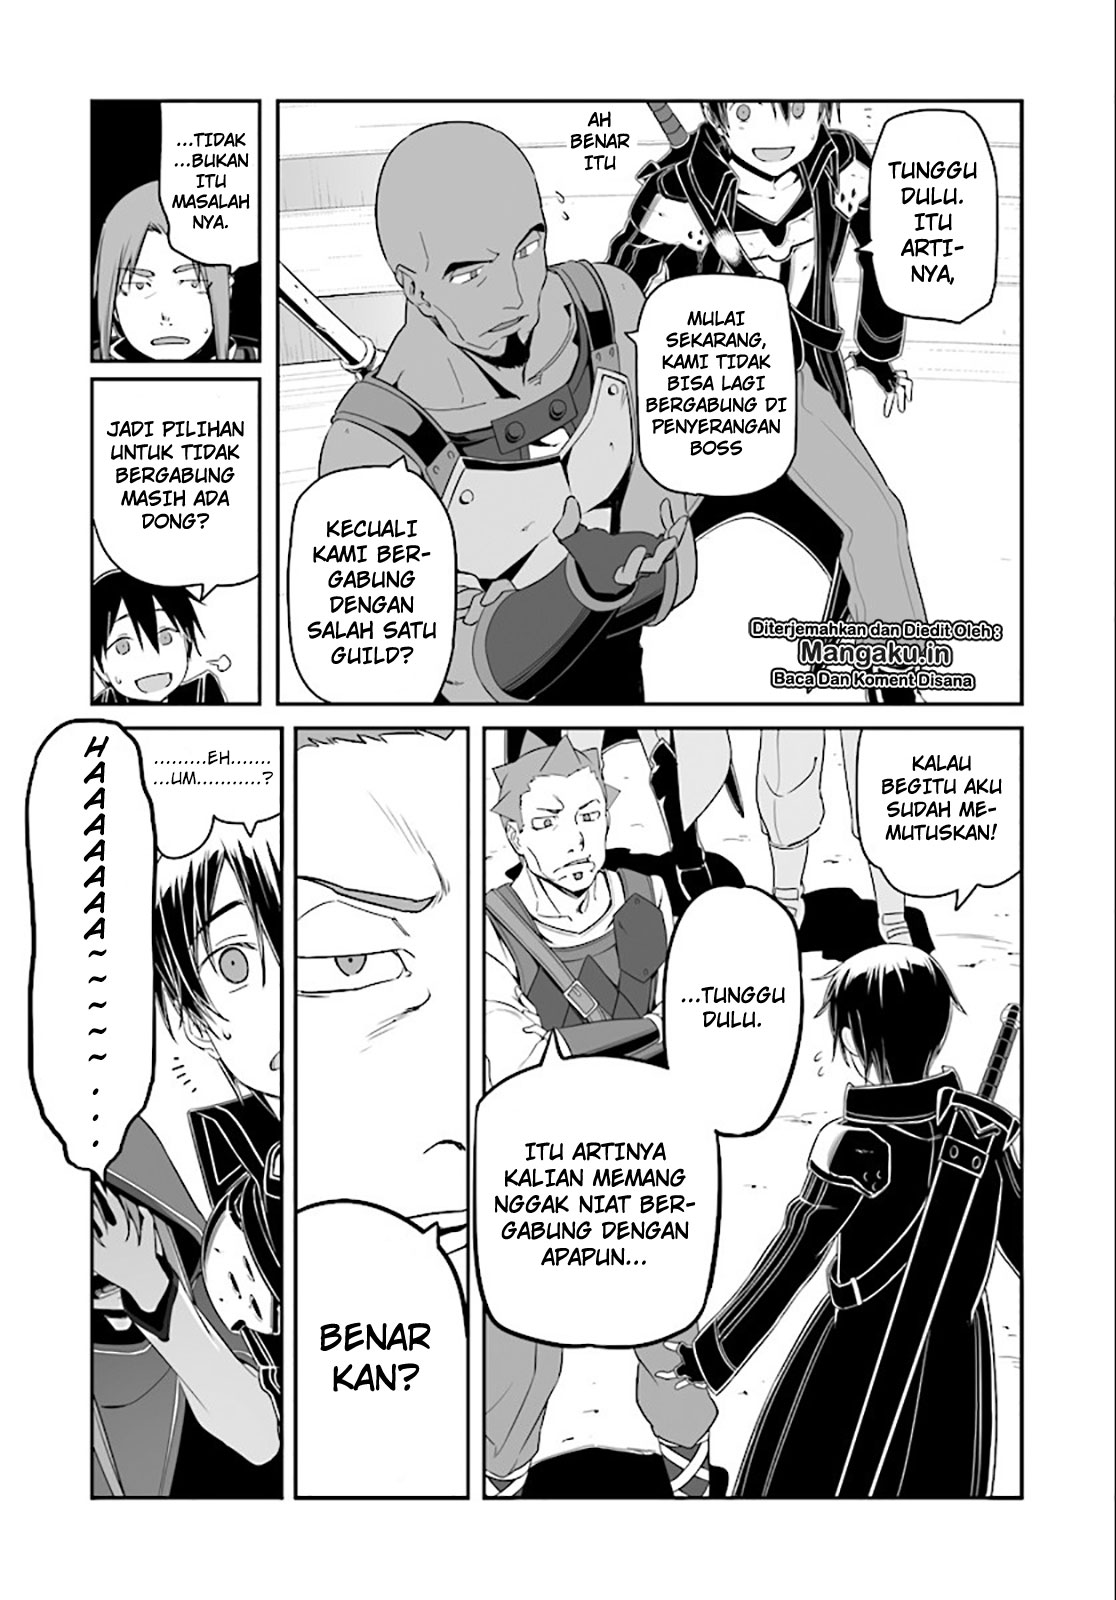 TUNGGU
DULU.
ITU
ARTI-
NYA,
AH
BENAR
ITU
MULAI
SEKARANG,
KAMI TIDAK
BISA LAGI
BERGABUNG DI
PENYERANGAN
BOSS
KECUALI
KAMI BER-
GABUNG
DENGAN
SALAH SATU
GUILD?
Diterjemahkan dan Diedit Oleh :
Mangaku.in
Baca Dan Koment Disana
...TIDAK
...BUKAN
ITU
MASALAH
NYA.
JADI PILIHAN
UNTUK TIDAK
BERGABUNG
MASIH ADA
DONG?
KALAU
BEGITU AKU
SUDAH ME-
MUTUSKAN!
...TUNGGU
DULU.
ITU ARTINYA
KALIAN MEMANG
NGGAK NIAT BER-
GABUNG DENGAN
APAPUN...
BENAR
KAN?
.........EH.......
...UM...........?
HAAAAAAAA~~~~~...